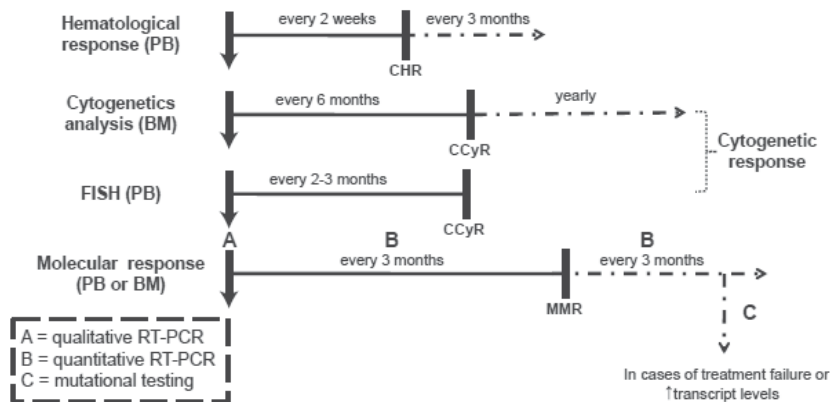 Hematological
response (PB)
every 2 weeks
every 3 months
CHR
Cytogenetics
analysis (BM)
every 6 months
yearly
CCyR
Cytogenetic
response
FISH (PB)
every 2-3 months
CCyR
A
B
B
Molecular response
(PB or BM)
every 3 months
every 3 months
MMR
C
A = qualitative RT-PCR
B = quantitative RT-PCR
C = mutational testing
In cases of treatment failure or
↑transcript levels